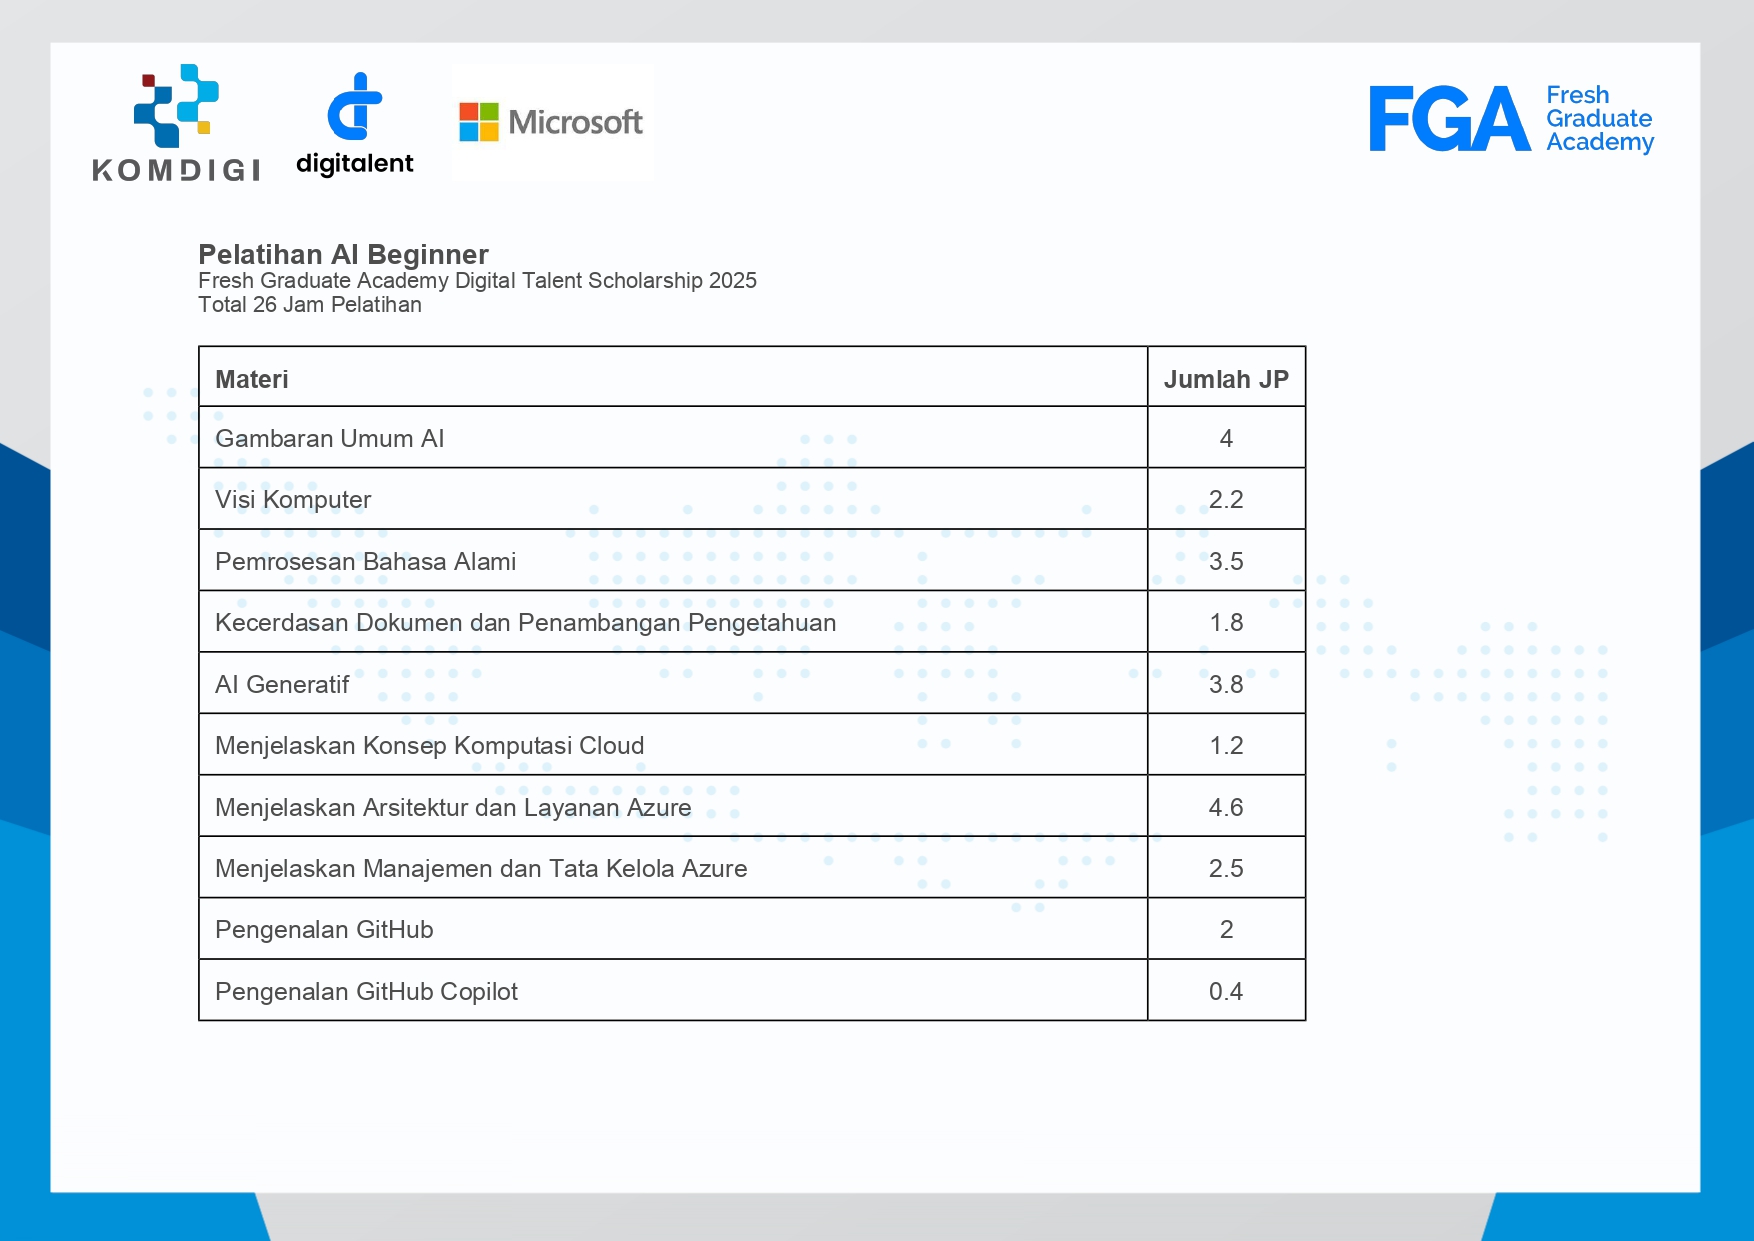 KOMDIGI
digitalent
Microsoft
FGA
Fresh
Graduate
Academy
Pelatihan AI Beginner
Fresh Graduate Academy Digital Talent Scholarship 2025
Total 26 Jam Pelatihan
Materi Jumlah JP
Gambaran Umum AI 4
Visi Komputer 2.2
Pemrosesan Bahasa Alami 3.5
Kecerdasan Dokumen dan Penambangan Pengetahuan 1.8
AI Generatif 3.8
Menjelaskan Konsep Komputasi Cloud 1.2
Menjelaskan Arsitektur dan Layanan Azure 4.6
Menjelaskan Manajemen dan Tata Kelola Azure 2.5
Pengenalan GitHub 2
Pengenalan GitHub Copilot 0.4